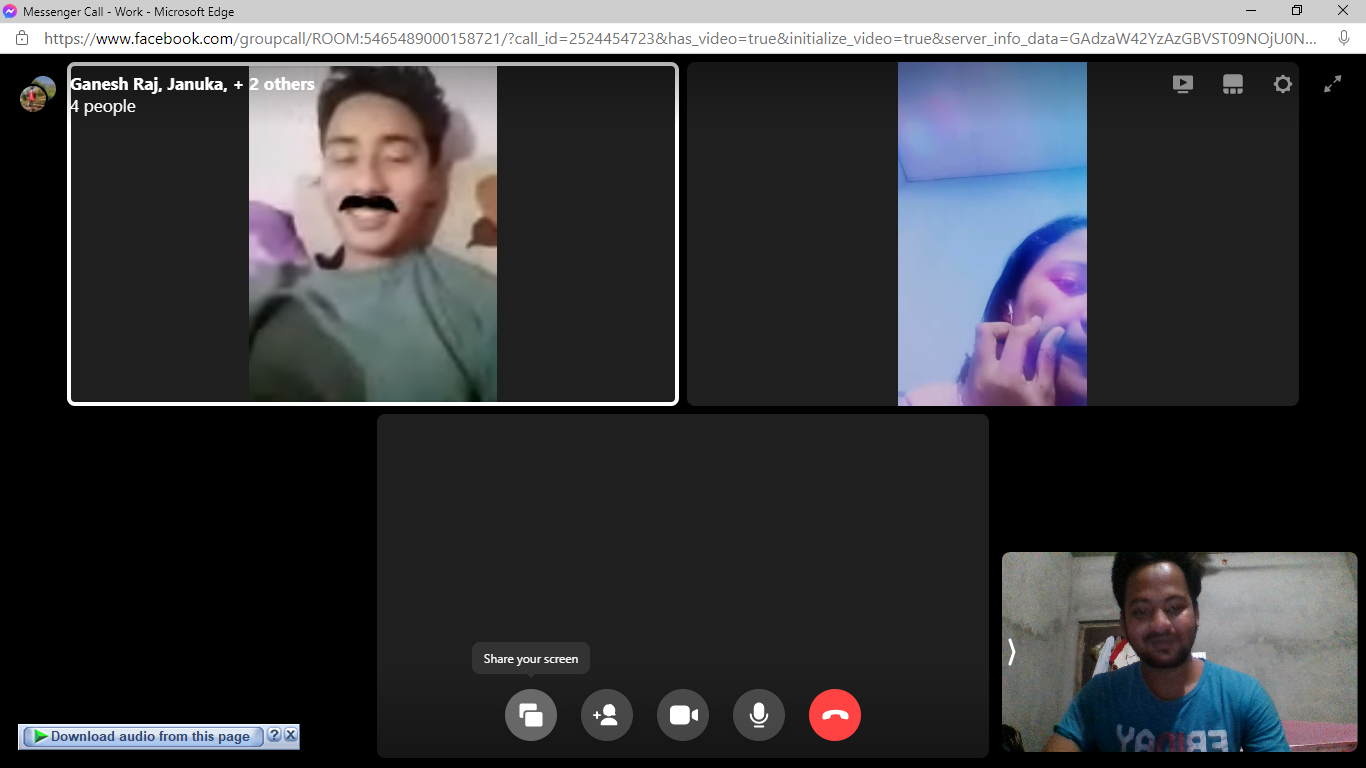 Messenger Call - Work - Microsoft Edge
https://www.facebook.com/groupcall/ROOM:5465489000158721/?call_id=2524454723&has_video=true&initialize_video=true&server_info_data=GAdzaW42YzAzGBVST09NOjU0N...
Ganesh Raj, Januka, + 2 others
4 people
Share your screen
Download audio from this page